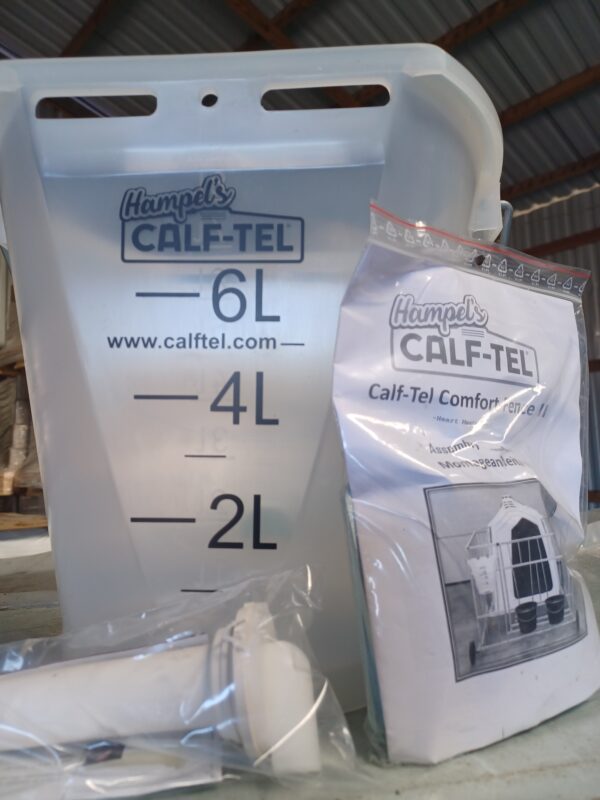 Hampel's
CALF-TEL
6L
www.calftel.com
4L
2L
Hampel's
CALF-TEL
Calf-Tel Comfort